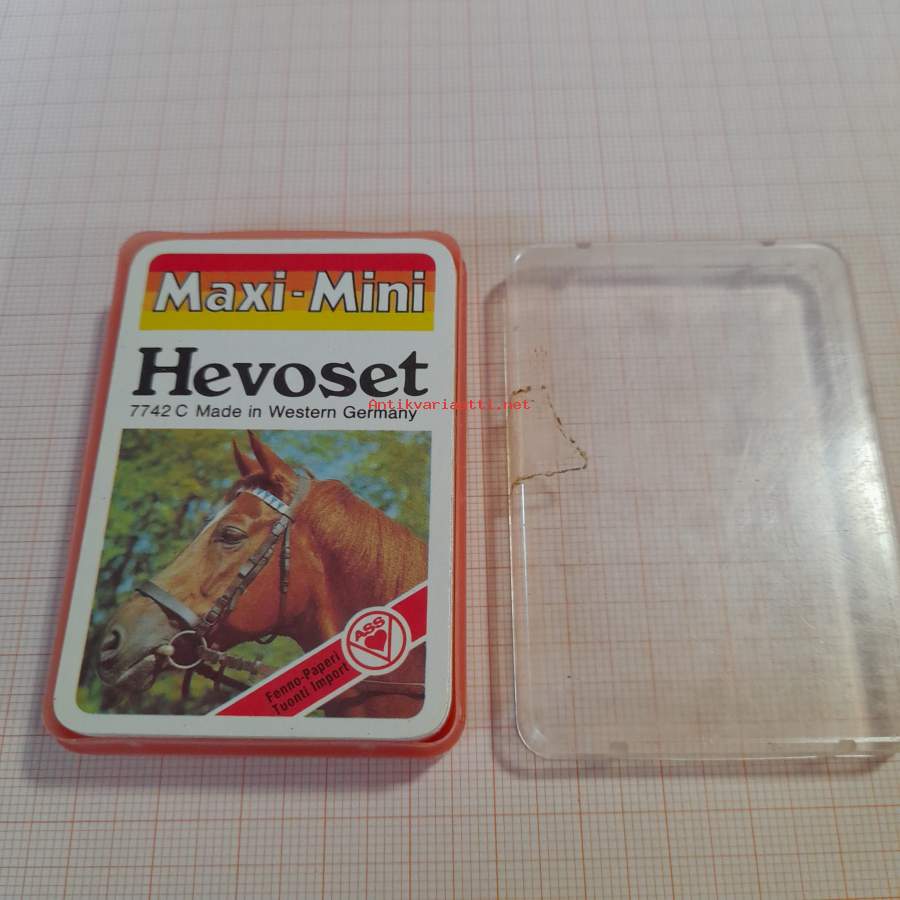 Maxi-Mini
Hevoset
7742 C Made in Western Germany
Antikvariaatti.net
ASS
Fenno-Paperi
Tuonti Import